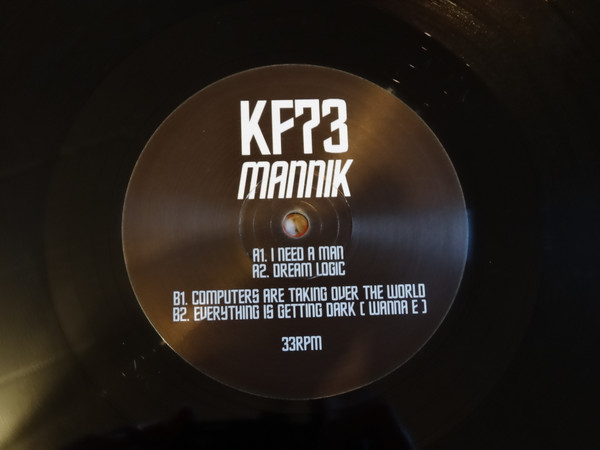 KF73
MANNIK
A1. I NEED A MAN
A2. DREAM LOGIC
B1. COMPUTERS ARE TAKING OVER THE WORLD
B2. EVERYTHING IS GETTING DARK ( WANNA E )
33RPM